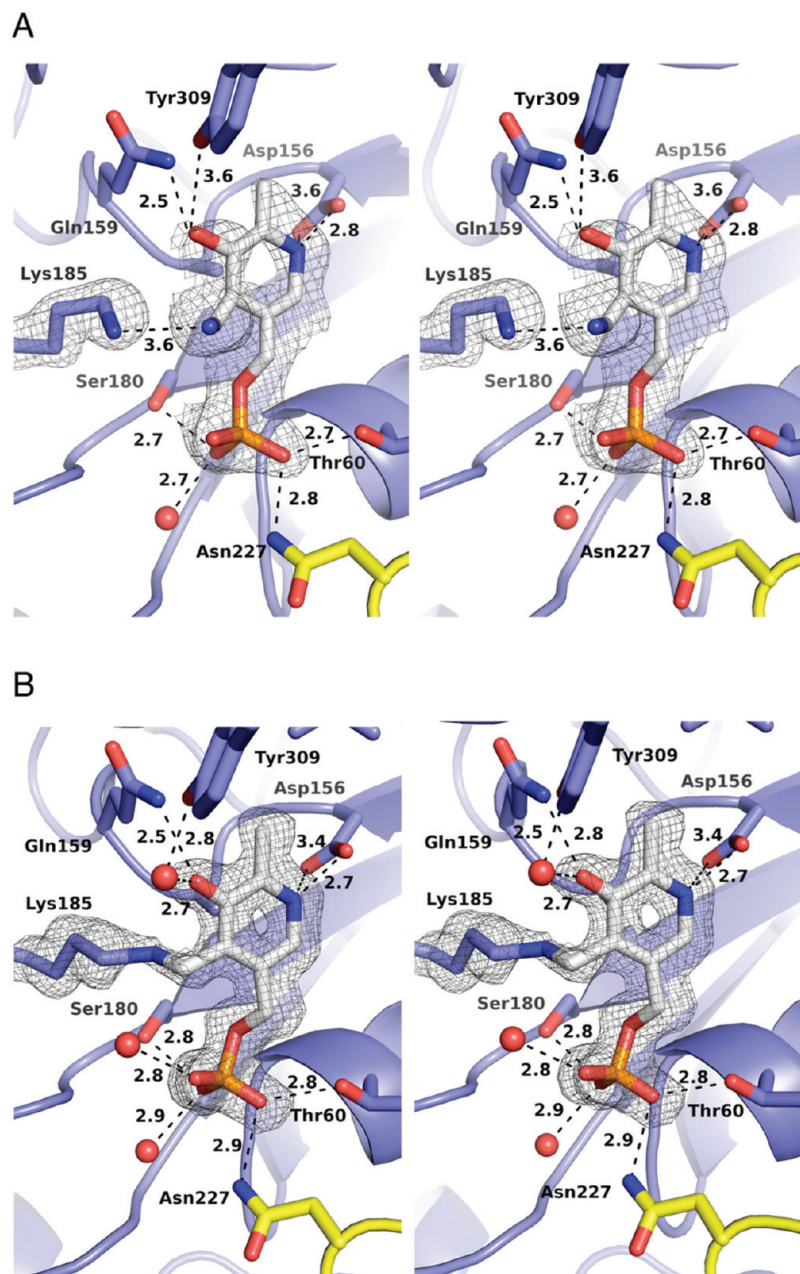 A
Tyr309
Tyr309
Asp156
Asp156
3.6
3.6
3.6
3.6
2.5
2.5
2.8
2.8
Gln159
Gln159
Lys185
Lys185
3.6
3.6
Ser180
Ser180
2.7
2.7
2.7
2.7
Thr60
Thr60
2.7
2.7
2.8
2.8
Asn227
Asn227
B
Tyr309
Tyr309
Asp156
Asp156
2.5
2.8
2.5
2.8
3.4
3.4
Gln159
Gln159
2.7
2.7
2.7
2.7
Lys185
Lys185
Ser180
Ser180
2.8
2.8
2.8
2.8
2.8
2.8
Thr60
Thr60
2.9
2.9
2.9
2.9
Asn227
Asn227